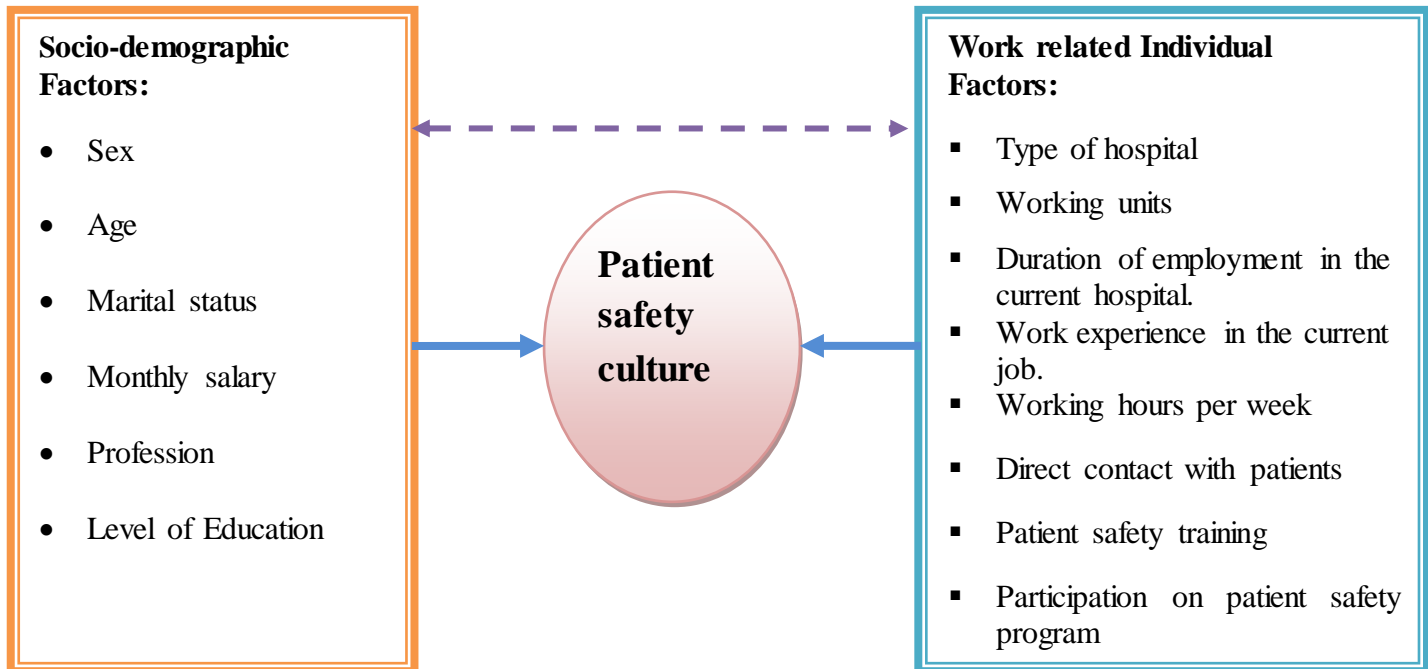 Socio-demographic
Factors:
• Sex
• Age
• Marital status
• Monthly salary
• Profession
• Level of Education
Patient
safety
culture
Work related Individual
Factors:
▪ Type of hospital
▪ Working units
▪ Duration of employment in the
current hospital.
▪ Work experience in the current
job.
▪ Working hours per week
▪ Direct contact with patients
▪ Patient safety training
▪ Participation on patient safety
program